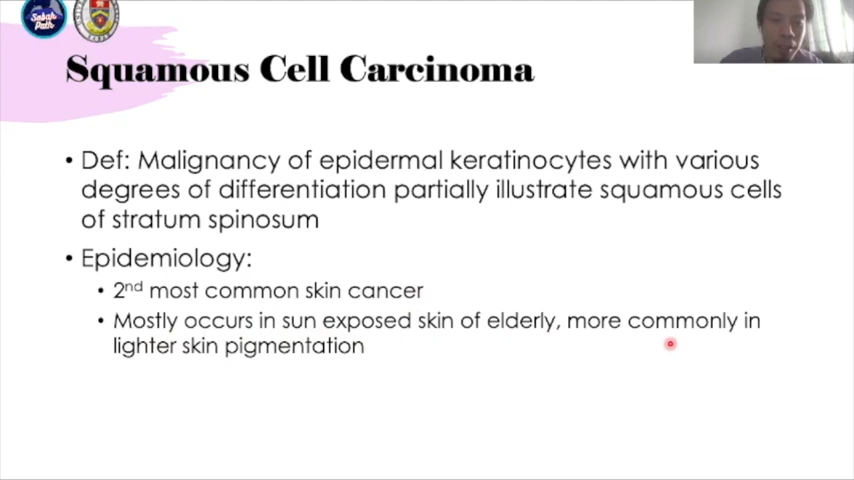 Sabah
Path
Squamous Cell Carcinoma
• Def: Malignancy of epidermal keratinocytes with various
degrees of differentiation partially illustrate squamous cells
of stratum spinosum
• Epidemiology:
• 2nd most common skin cancer
• Mostly occurs in sun exposed skin of elderly, more commonly in
lighter skin pigmentation